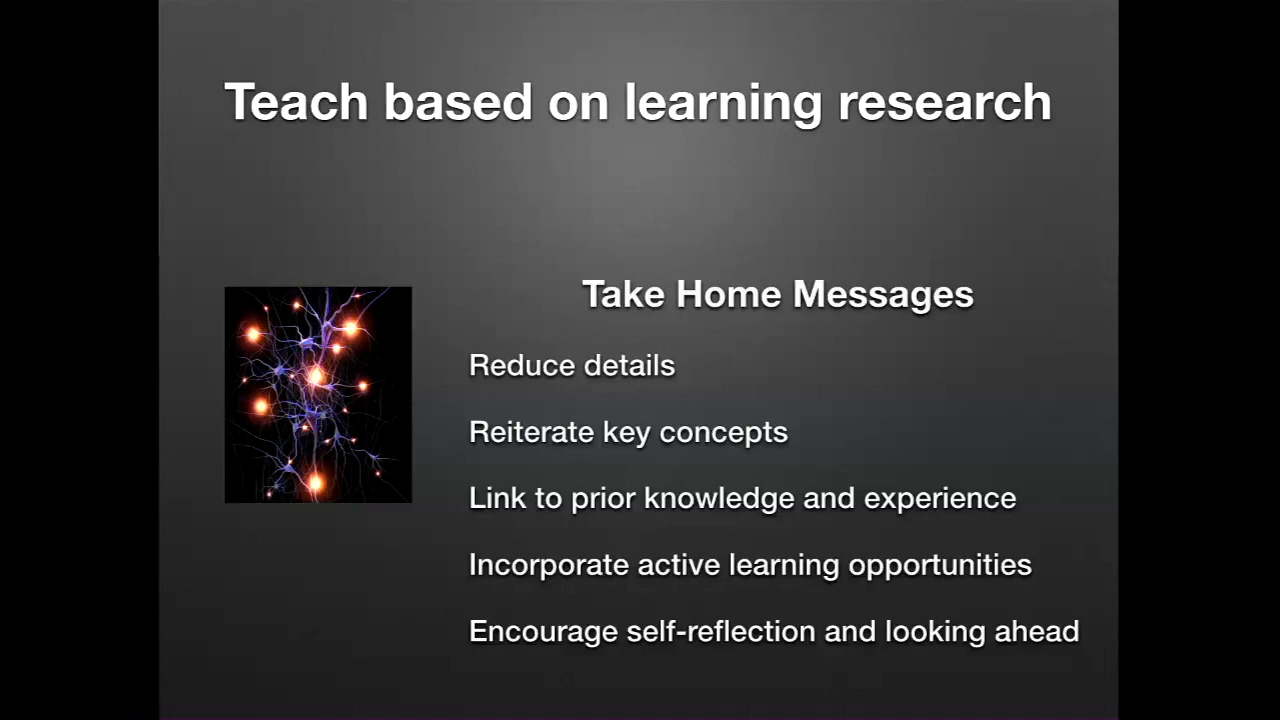 Teach based on learning research
Take Home Messages
Reduce details
Reiterate key concepts
Link to prior knowledge and experience
Incorporate active learning opportunities
Encourage self-reflection and looking ahead